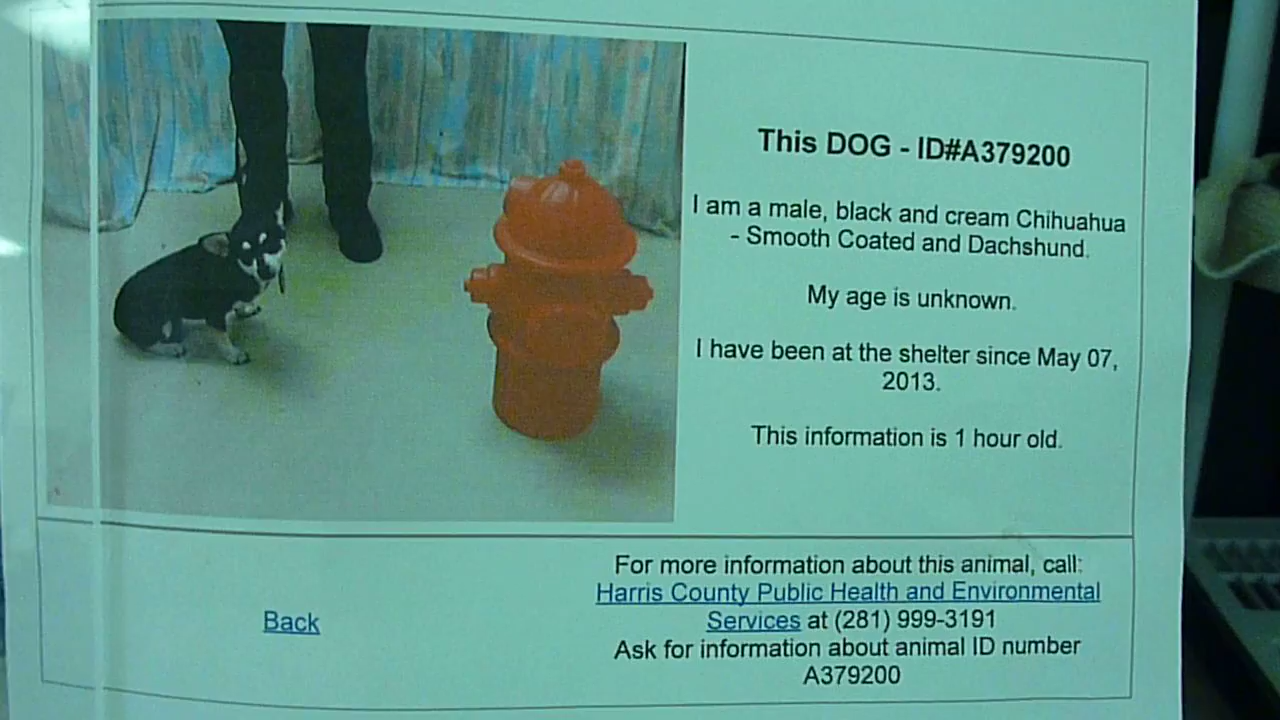 This DOG - ID#A379200
I am a male, black and cream Chihuahua
- Smooth Coated and Dachshund.
My age is unknown.
I have been at the shelter since May 07,
2013.
This information is 1 hour old.
Back
For more information about this animal, call:
Harris County Public Health and Environmental
Services at (281) 999-3191
Ask for information about animal ID number
A379200